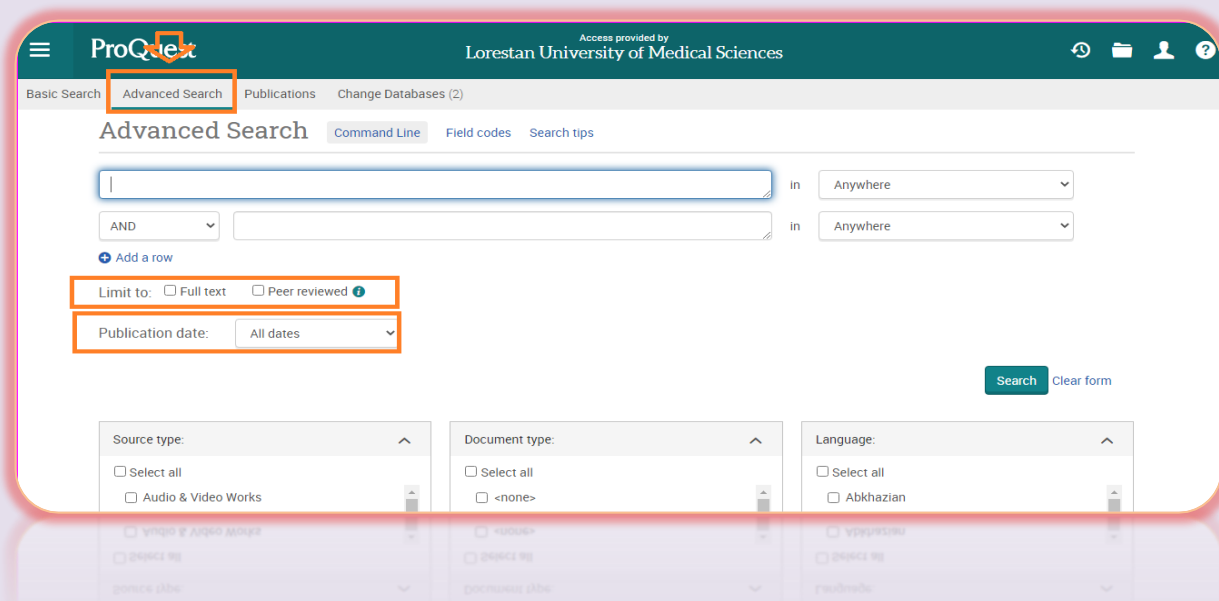 ProQuest
Access provided by
Lorestan University of Medical Sciences
Basic Search Advanced Search Publications Change Databases (2)
Advanced Search Command Line Field codes Search tips
in Anywhere
AND in Anywhere
Add a row
Limit to: Full text Peer reviewed
Publication date: All dates
Search Clear form
Source type: Document type: Language:
Select all Select all Select all
Audio & Video Works <none> Abkhazian